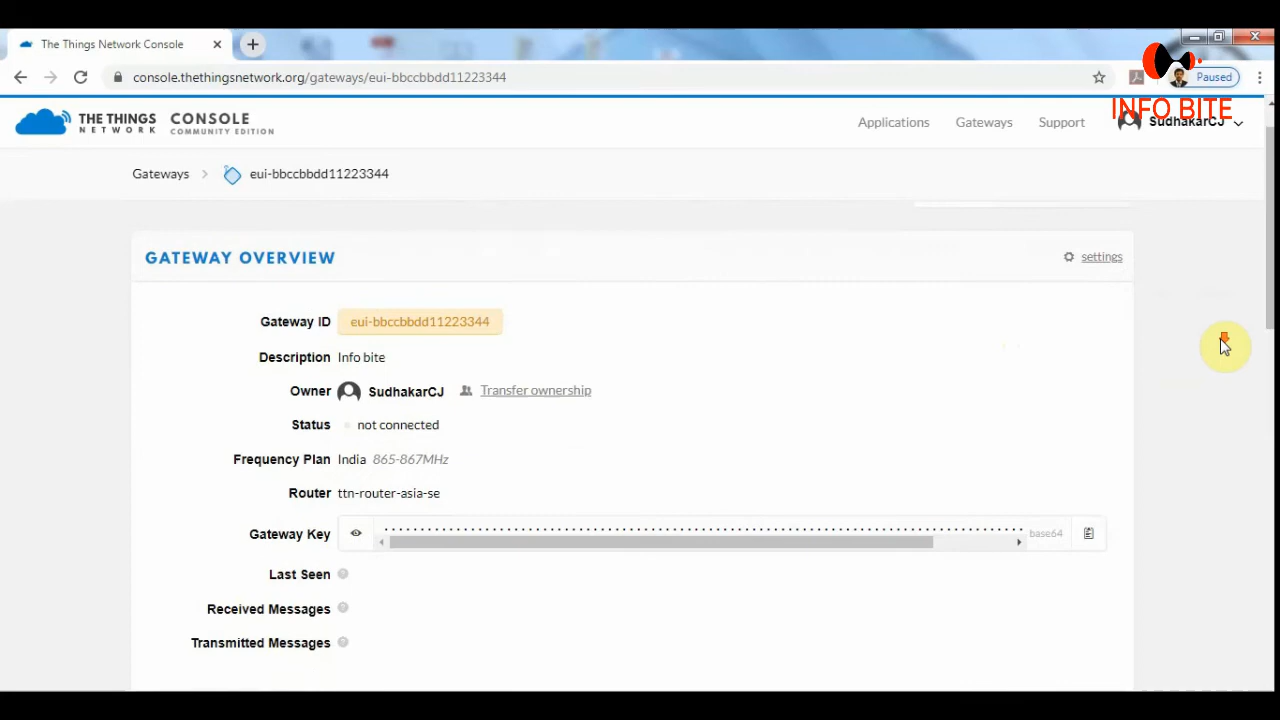 The Things Network Console
console.thethingsnetwork.org/gateways/eui-bbccbbdd11223344
Paused
INFO BITE
THE THINGS
NETWORK
CONSOLE
COMMUNITY EDITION
Applications
Gateways
Support
SudhakarCJ
Gateways
eui-bbccbbdd11223344
GATEWAY OVERVIEW
settings
Gateway ID eui-bbccbbdd11223344
Description Info bite
Owner SudhakarCJ Transfer ownership
Status not connected
Frequency Plan India 865-867MHz
Router ttn-router-asia-se
Gateway Key base64
Last Seen
Received Messages
Transmitted Messages